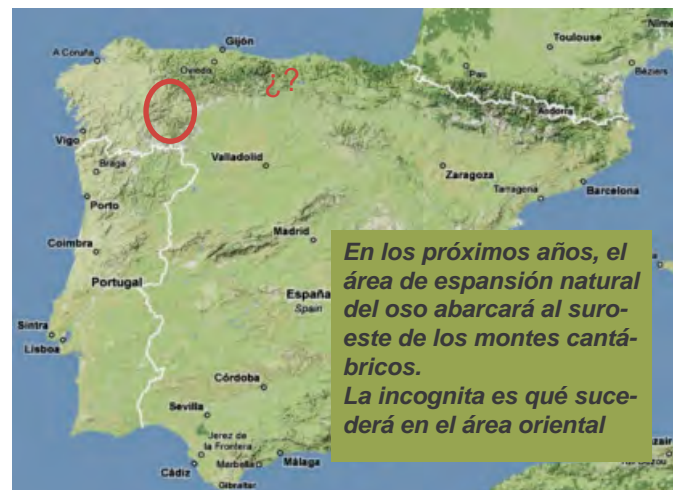 Nîme
Toulouse
Gijón
A Coruña
Oviedo
¿?
Pau
Béziers
Andorra
Vigo
Braga
Valladolid
Zaragoza
Tarragona
Barcelona
Porto
Madrid
Coimbra
Portugal
España
Spain
Sintra
Lisboa
Córdoba
Sevilla
Jerez de
la Frontera
Cádiz
Marbella
Málaga
Gibraltar
En los próximos años, el
área de espansión natural
del oso abarcará al suro-
este de los montes cantá-
bricos.
La incognita es qué suce-
derá en el área oriental
zair